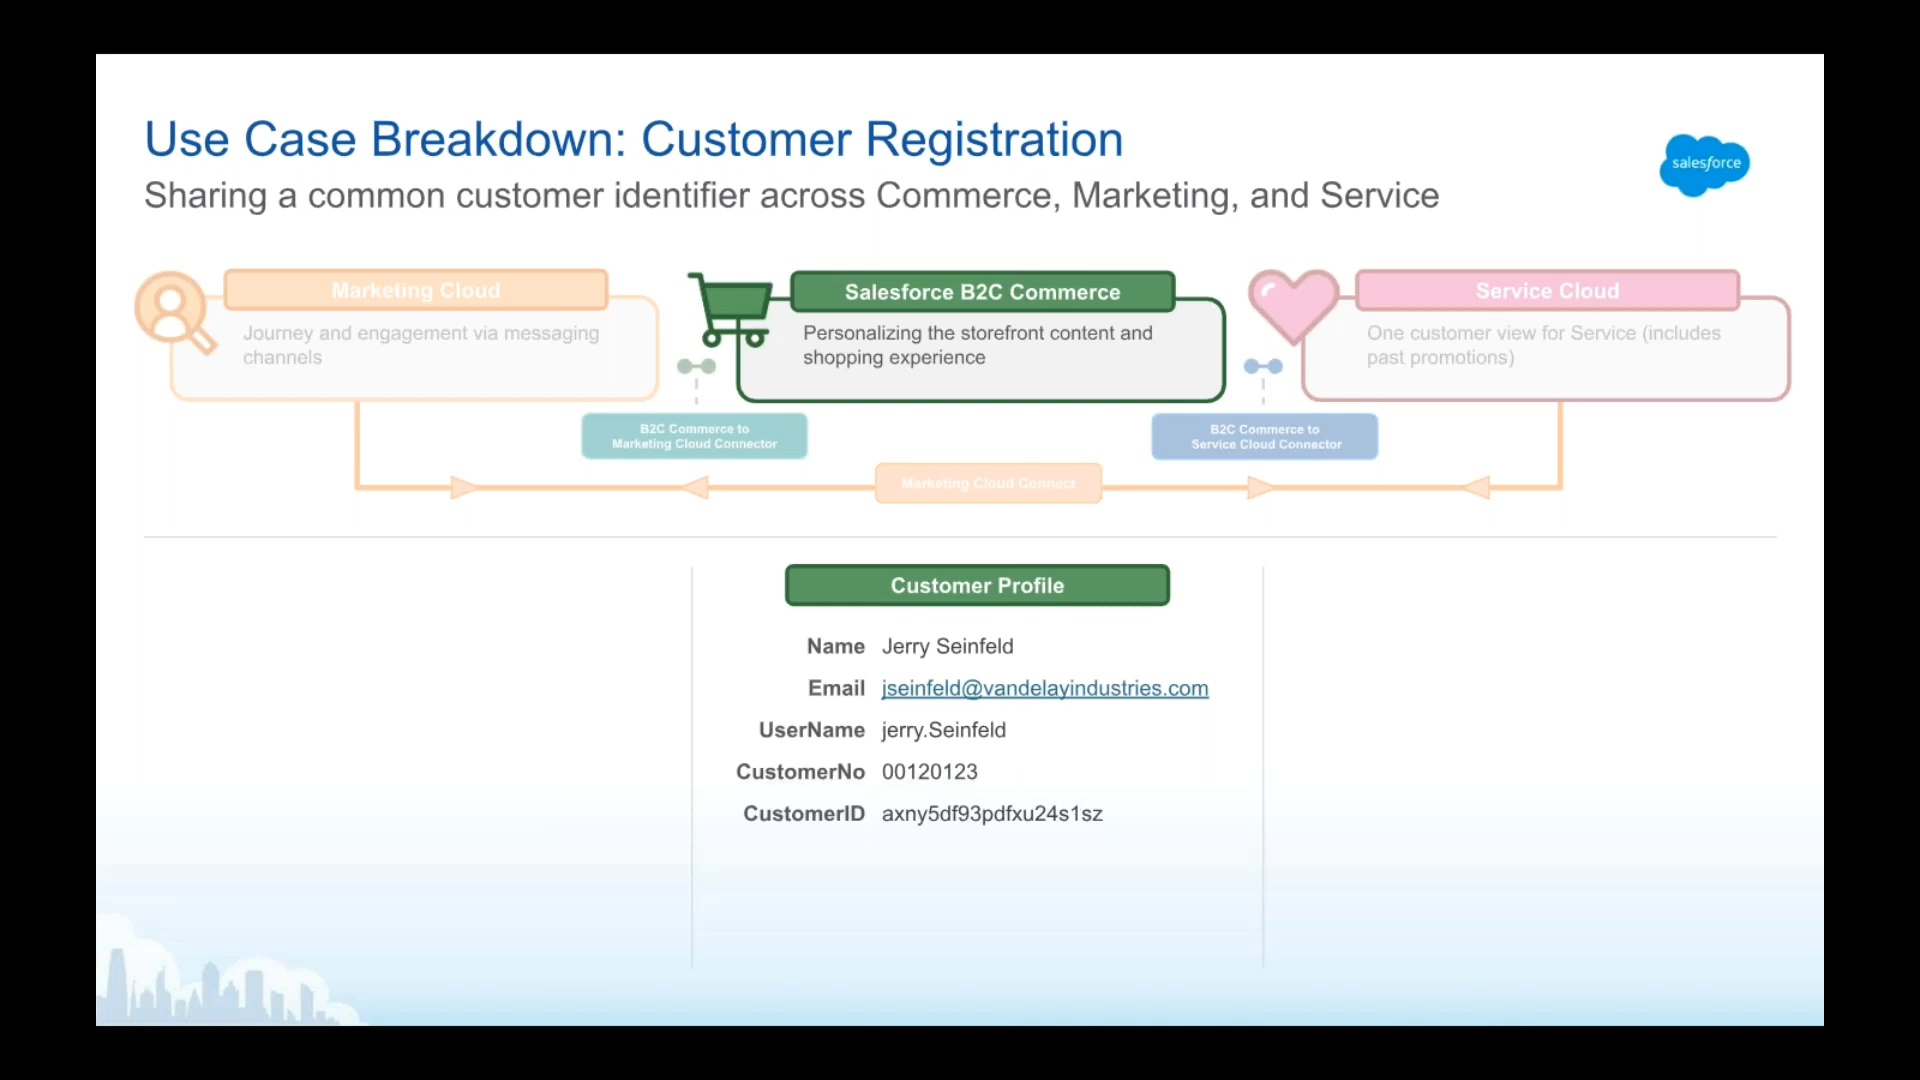 Use Case Breakdown: Customer Registration
Sharing a common customer identifier across Commerce, Marketing, and Service
salesforce
Marketing Cloud
Journey and engagement via messaging
channels
Salesforce B2C Commerce
Personalizing the storefront content and
shopping experience
Service Cloud
One customer view for Service (includes
past promotions)
B2C Commerce to
Marketing Cloud Connector
B2C Commerce to
Service Cloud Connector
Marketing Cloud Connect
Customer Profile
Name Jerry Seinfeld
Email jseinfeld@vandelayindustries.com
UserName jerry.Seinfeld
CustomerNo 00120123
CustomerID axny5df93pdfxu24s1sz